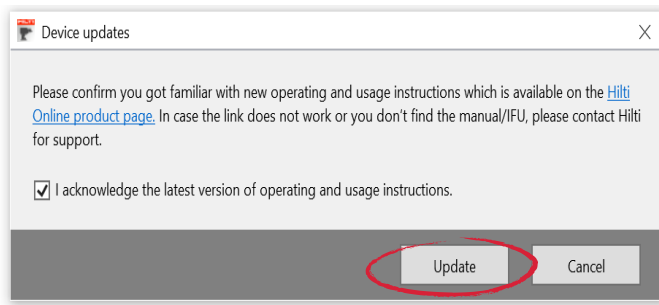 HILTI
Device updates
X
Please confirm you got familiar with new operating and usage instructions which is available on the Hilti
Online product page. In case the link does not work or you don't find the manual/IFU, please contact Hilti
for support.
I acknowledge the latest version of operating and usage instructions.
Update
Cancel